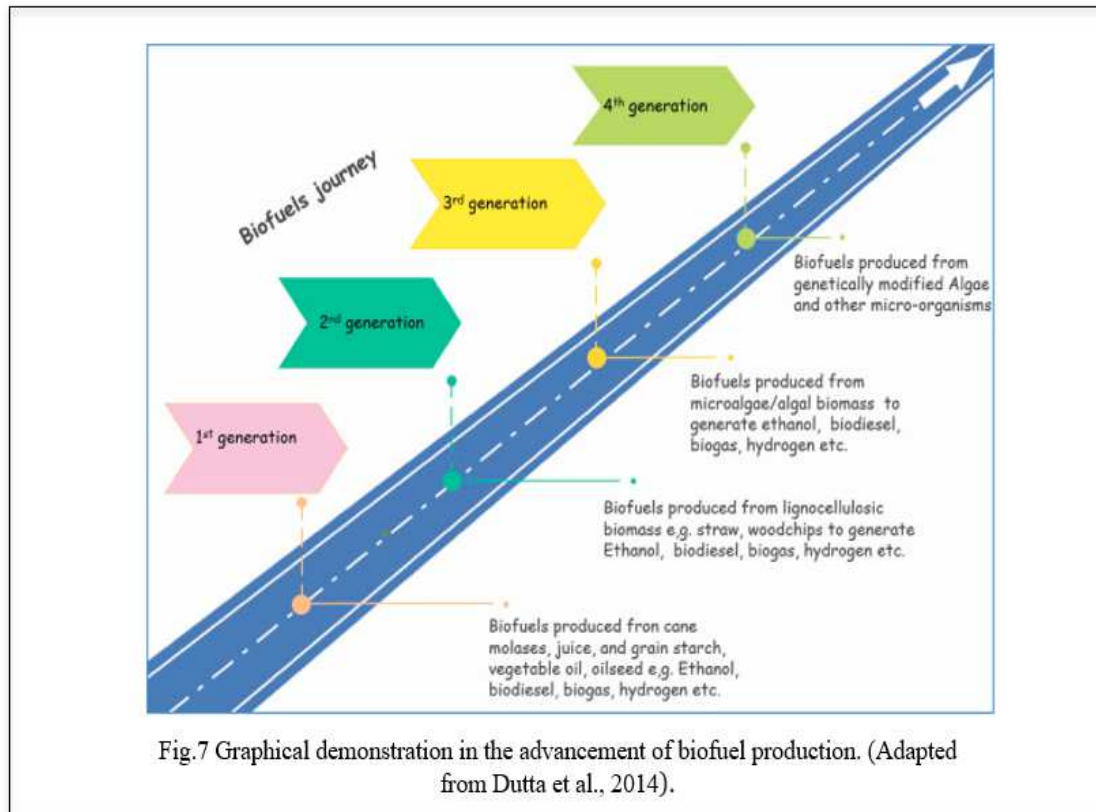 4th generation
3rd generation
Biofuels journey
2nd generation
1st generation
Biofuels produced from
genetically modified Algae
and other micro-organisms
Biofuels produced from
microalgae/algal biomass to
generate ethanol, biodiesel,
biogas, hydrogen etc.
Biofuels produced from lignocellulosic
biomass e,g. straw, woodchips to generate
Ethanol, biodiesel, biogas, hydrogen etc.
Biofuels produced fron cane
molases, juice, and grain starch,
vegetable oil, oilseed e,g. Ethanol,
biodiesel, biogas, hydrogen etc.
Fig.7 Graphical demonstration in the advancement of biofuel production. (Adapted
from Dutta et al., 2014).